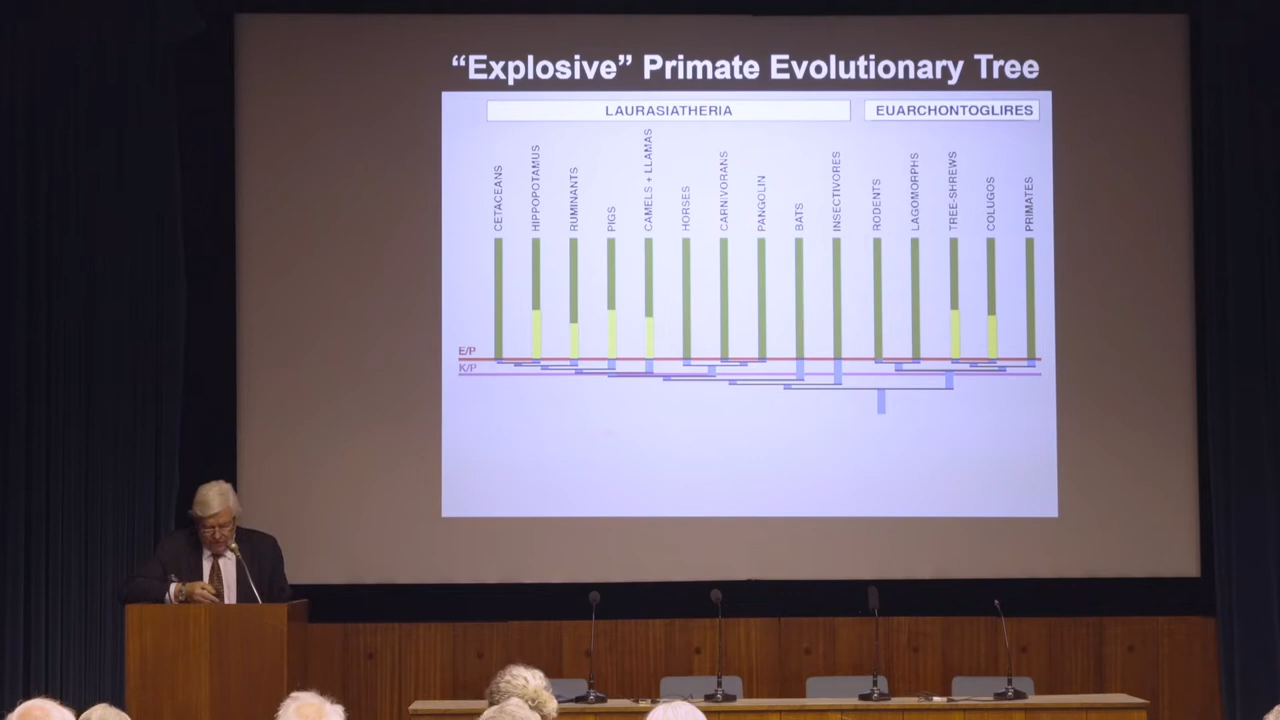 “Explosive” Primate Evolutionary Tree
LAURASIATHERIA
EUARCHONTOGLIRES
CETACEANS
HIPPOPOTAMUS
RUMINANTS
PIGS
CAMELS + LLAMAS
HORSES
CARNIVORANS
PANGOLIN
BATS
INSECTIVORES
RODENTS
LAGOMORPHS
TREE-SHREWS
COLUGOS
PRIMATES
E/P
K/P